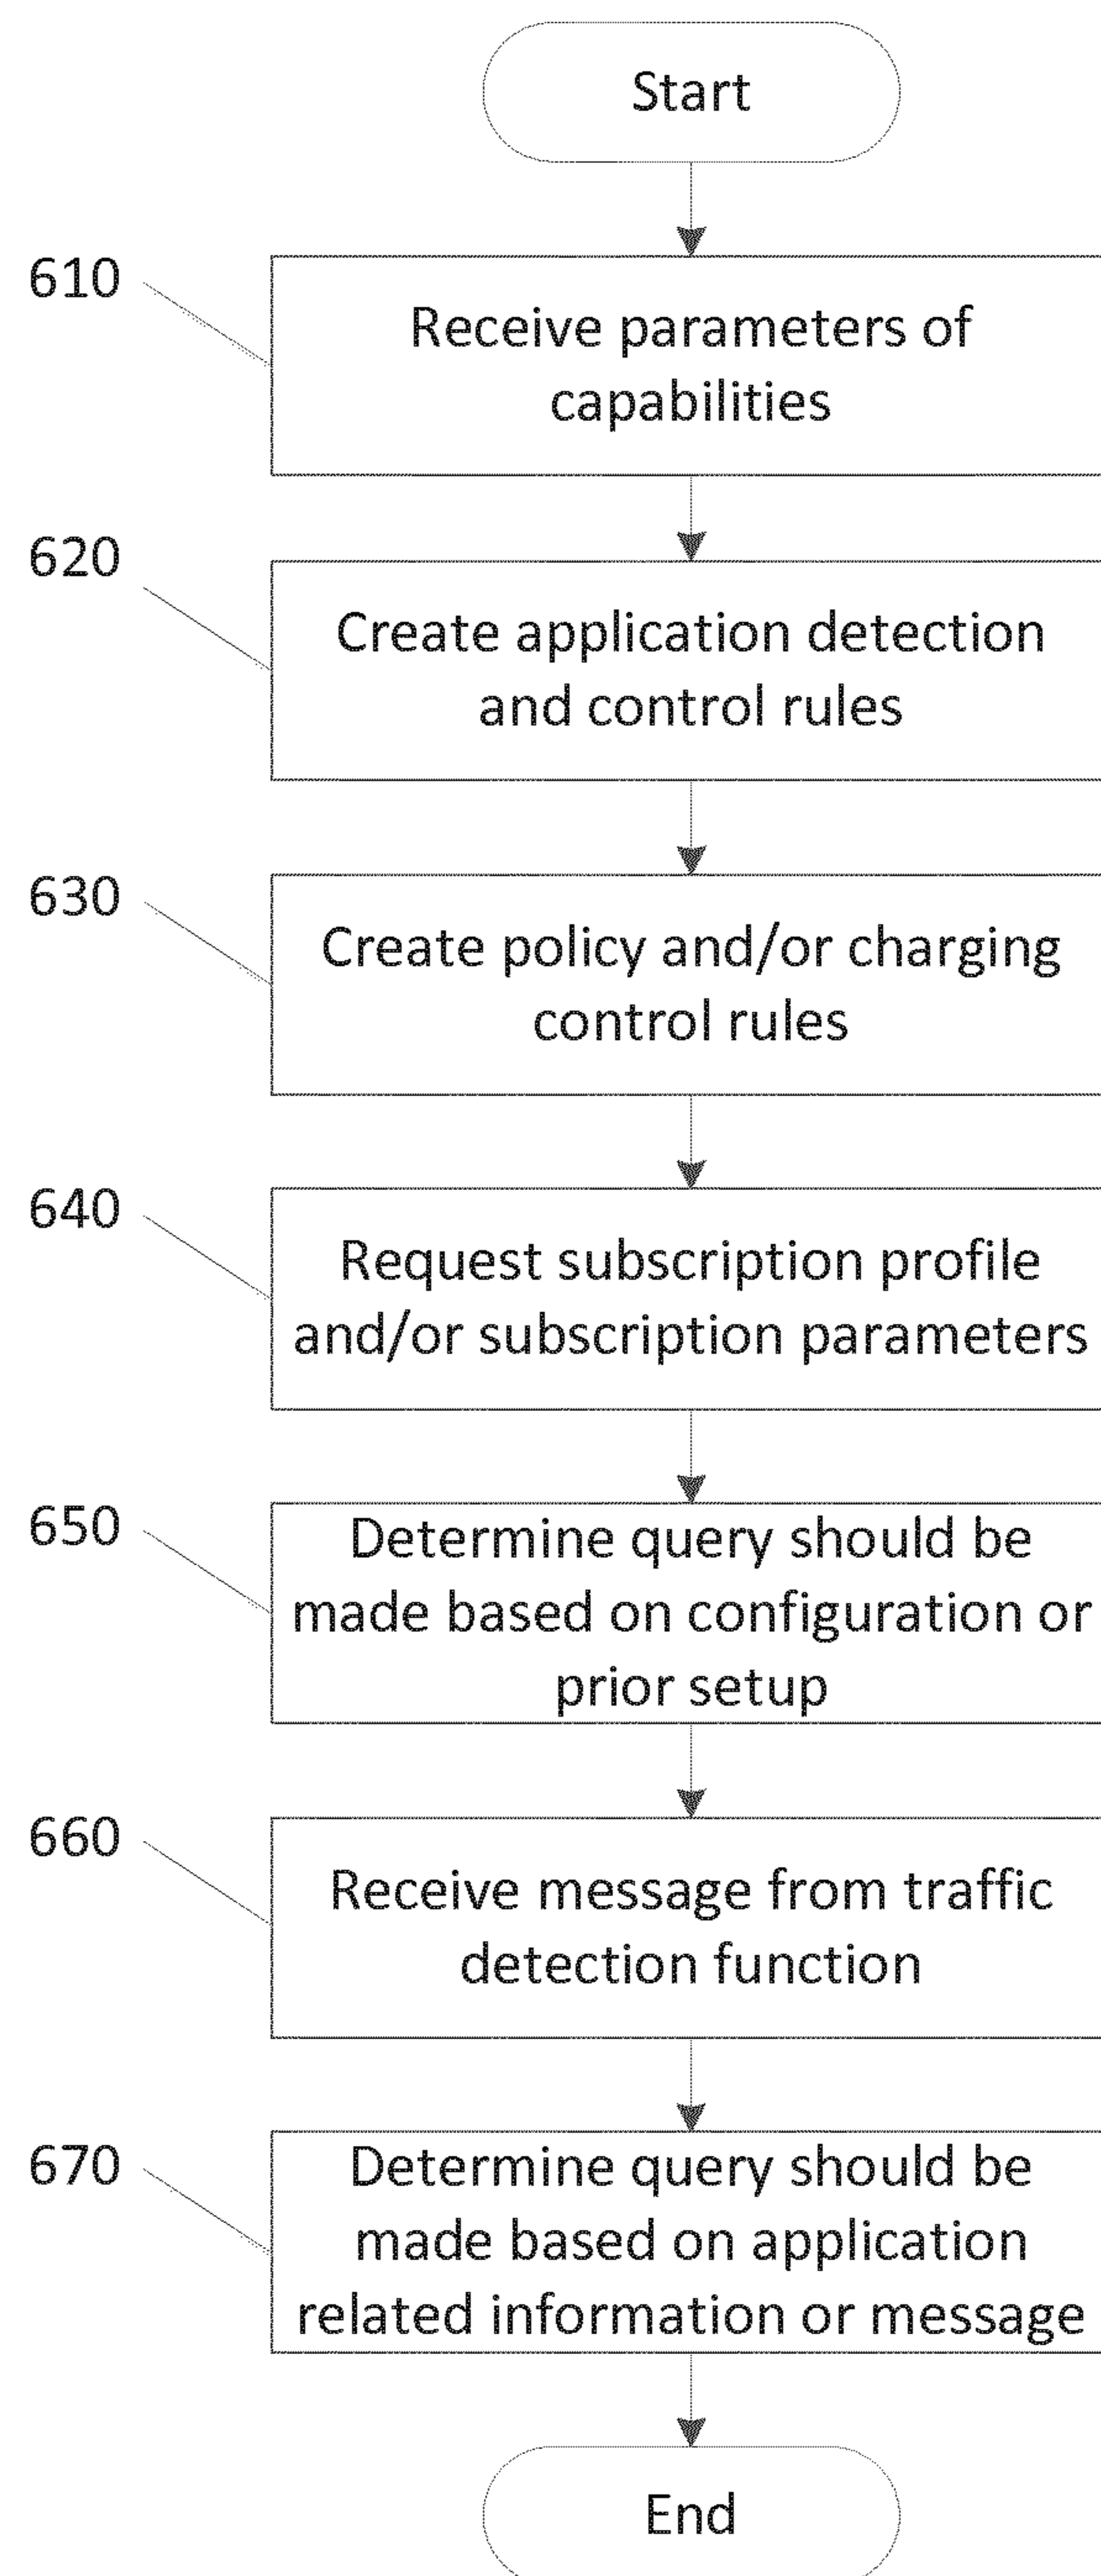 Start
610
Receive parameters of
capabilities
620
Create application detection
and control rules
630
Create policy and/or charging
control rules
640
Request subscription profile
and/or subscription parameters
650
Determine query should be
made based on configuration or
prior setup
660
Receive message from traffic
detection function
670
Determine query should be
made based on application
related information or message
End